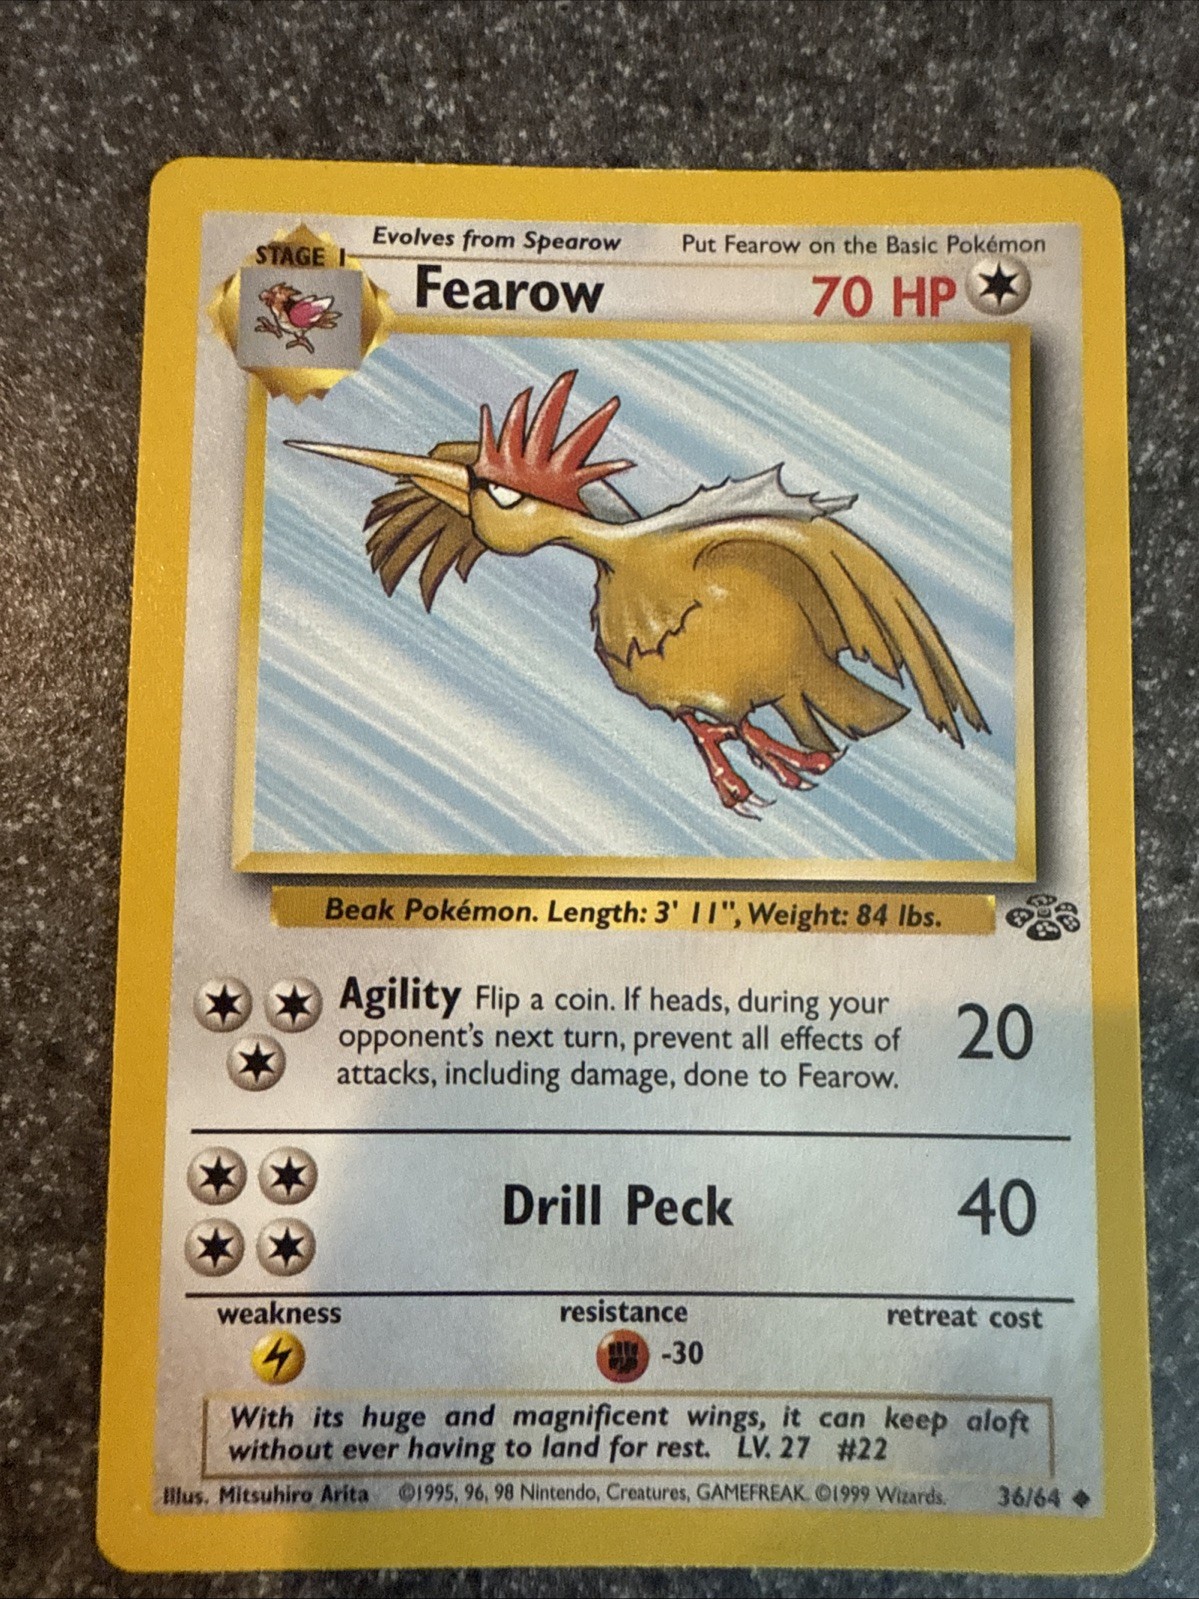 Evolves from Spearow Put Fearow on the Basic Pokémon
STAGE 1
Fearow 70 HP
Beak Pokémon. Length: 3' 11", Weight: 84 lbs.
Agility Flip a coin. If heads, during your
opponent's next turn, prevent all effects of
attacks, including damage, done to Fearow.
20
Drill Peck 40
weakness resistance retreat cost
-30
With its huge and magnificent wings, it can keep aloft
without ever having to land for rest. LV. 27 #22
Illus. Mitsuhiro Arita ©1995, 96, 98 Nintendo, Creatures, GAMEFREAK. ©1999 Wizards. 36/64